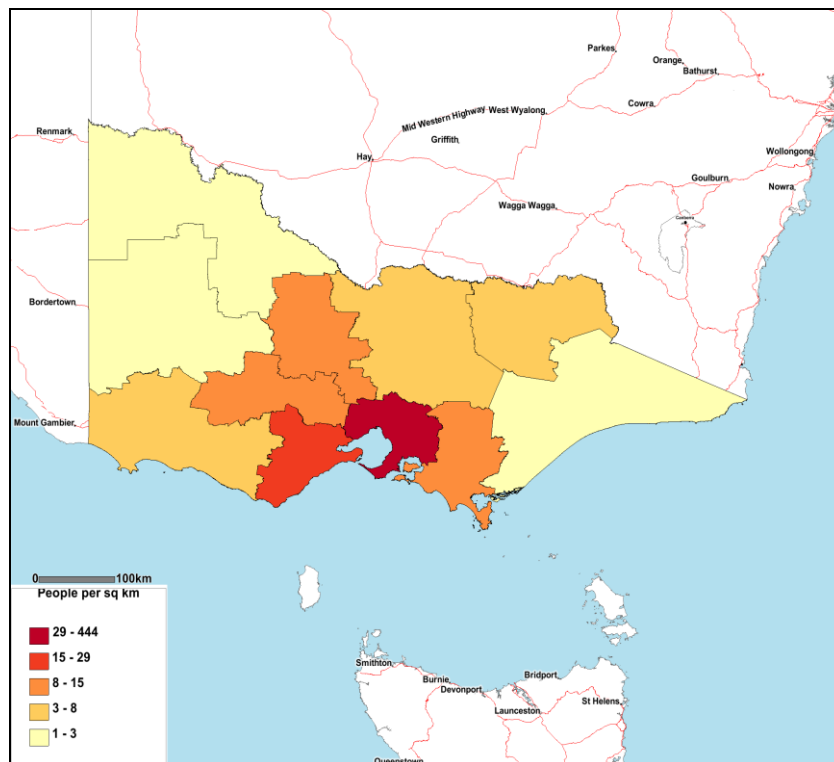 Parkes
Orange
Bathurst
Cowra
Mid Western Highway
West Wyalong
Griffith
Renmark
Hay
Wollongong
Goulburn
Nowra
Wagga Wagga
Canberra
Bordertown
Mount Gambier
0 100km
People per sq km
29 - 444
15 - 29
8 - 15
3 - 8
1 - 3
Smithton
Burnie
Devonport
Bridport
Launceston
St Helens
Queenstown